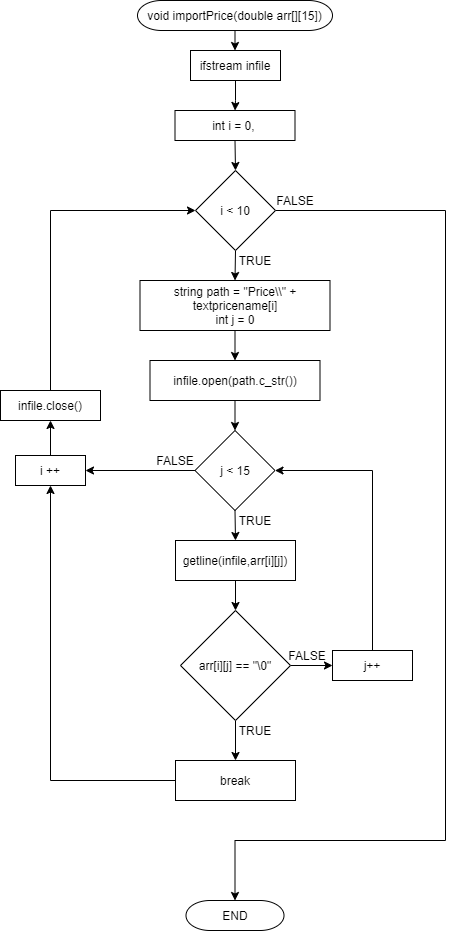 void importPrice(double arr[][15])
ifstream infile
int i = 0,
i < 10
FALSE
TRUE
string path = "Price\\" +
textpricename[i]
int j = 0
infile.open(path.c_str())
infile.close()
i ++
FALSE
j < 15
TRUE
getline(infile,arr[i][j])
arr[i][j] == "\0"
FALSE
j++
TRUE
break
END